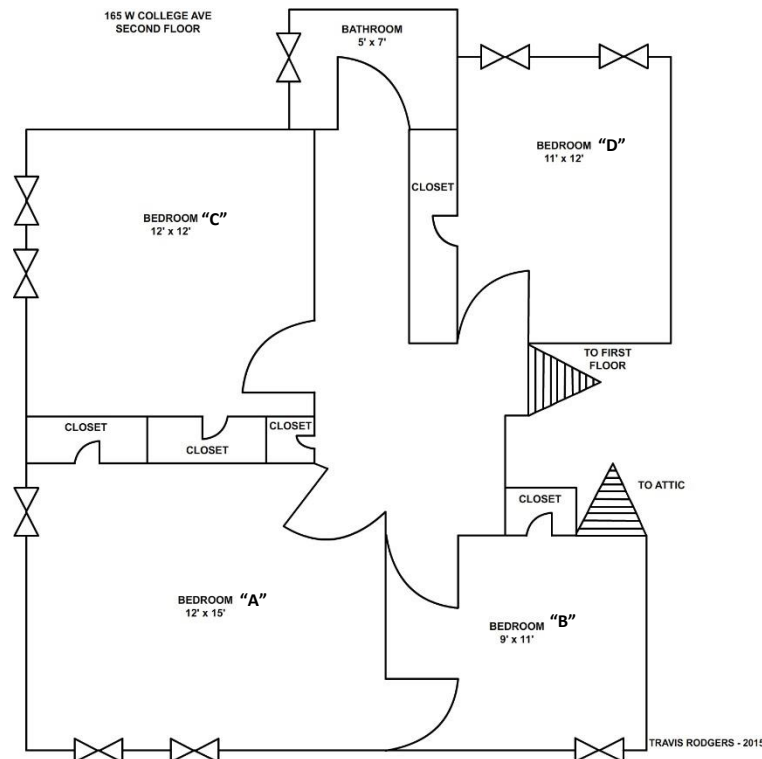 165 W COLLEGE AVE
SECOND FLOOR
BATHROOM
5' x 7'
BEDROOM "D"
11' x 12'
CLOSET
BEDROOM "C"
12' x 12'
TO FIRST
FLOOR
CLOSET
CLOSET
CLOSET
TO ATTIC
CLOSET
BEDROOM "A"
12' x 15'
BEDROOM "B"
9' x 11'
TRAVIS RODGERS - 2015